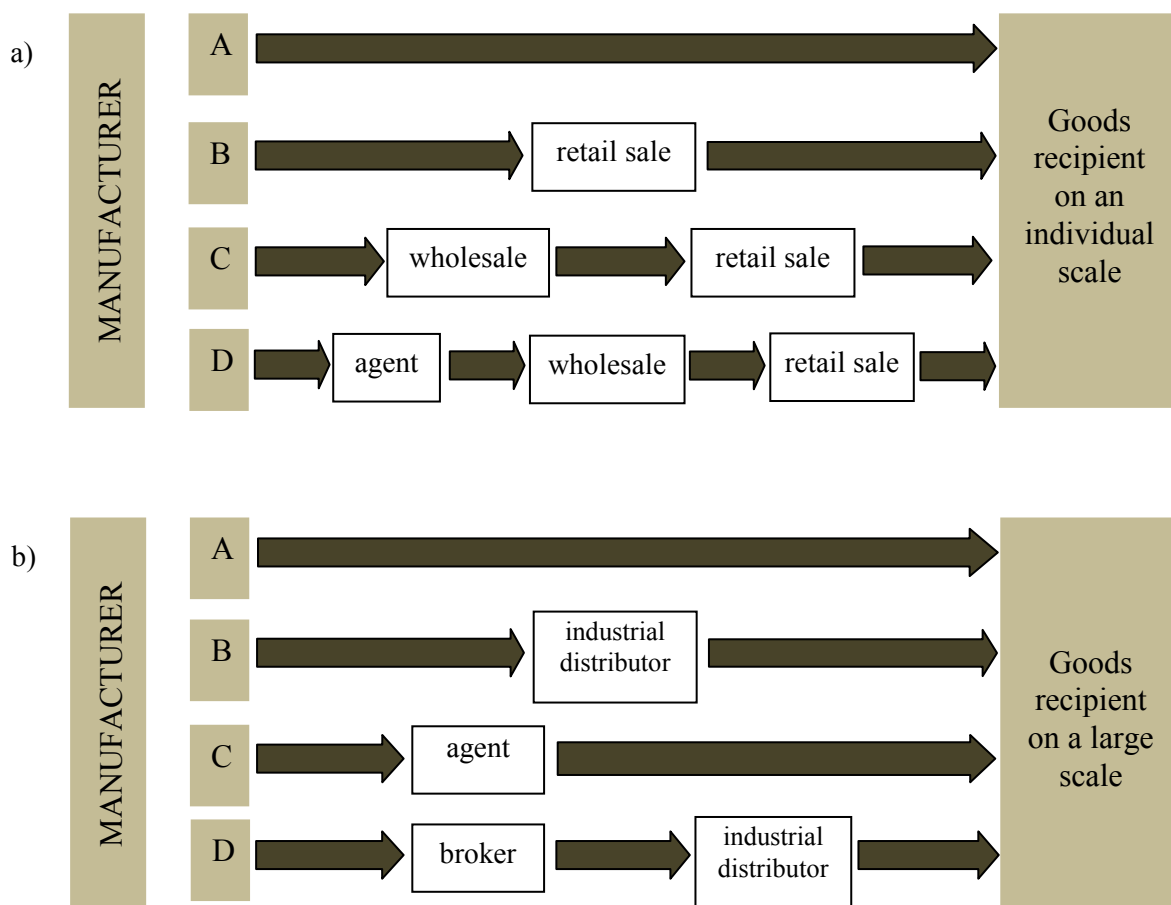 a)
MANUFACTURER
A
B
retail sale
C
wholesale
retail sale
D
agent
wholesale
retail sale
Goods
recipient
on an
individual
scale
b)
MANUFACTURER
A
B
industrial
distributor
C
agent
D
broker
industrial
distributor
Goods
recipient
on a large
scale